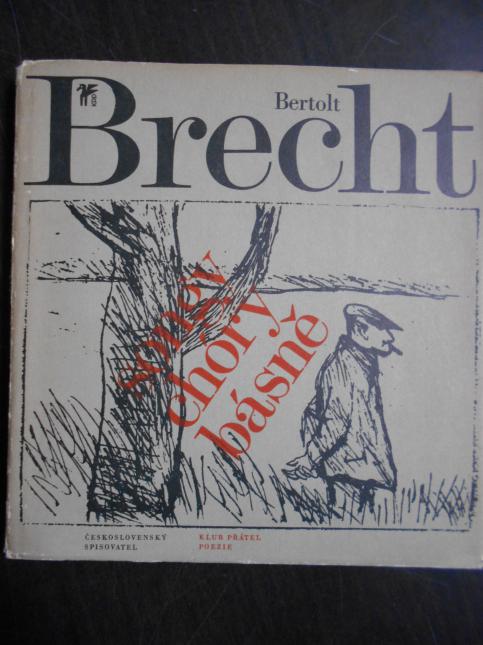 Bertolt
Brecht
songy
chóry
básně
ČESKOSLOVENSKÝ
SPISOVATEL
KLUB PŘÁTEL
POEZIE